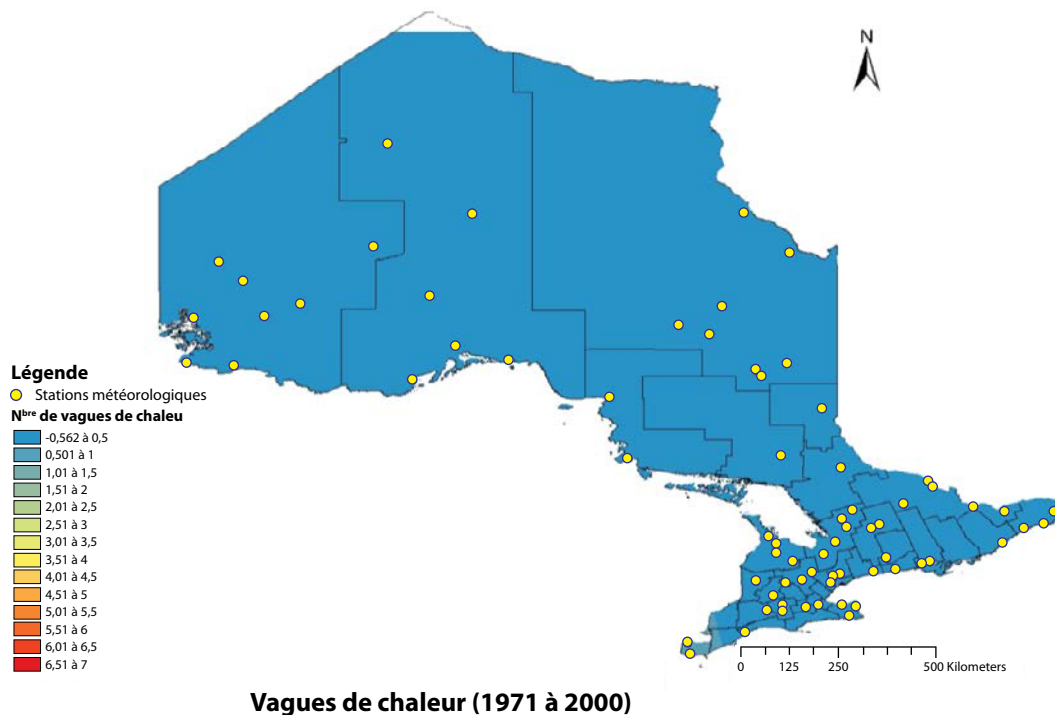 N
Légende
Stations météorologiques
Nbre de vagues de chaleu
-0,562 à 0,5
0,501 à 1
1,01 à 1,5
1,51 à 2
2,01 à 2,5
2,51 à 3
3,01 à 3,5
3,51 à 4
4,01 à 4,5
4,51 à 5
5,01 à 5,5
5,51 à 6
6,01 à 6,5
6,51 à 7
0 125 250 500 Kilometers
Vagues de chaleur (1971 à 2000)